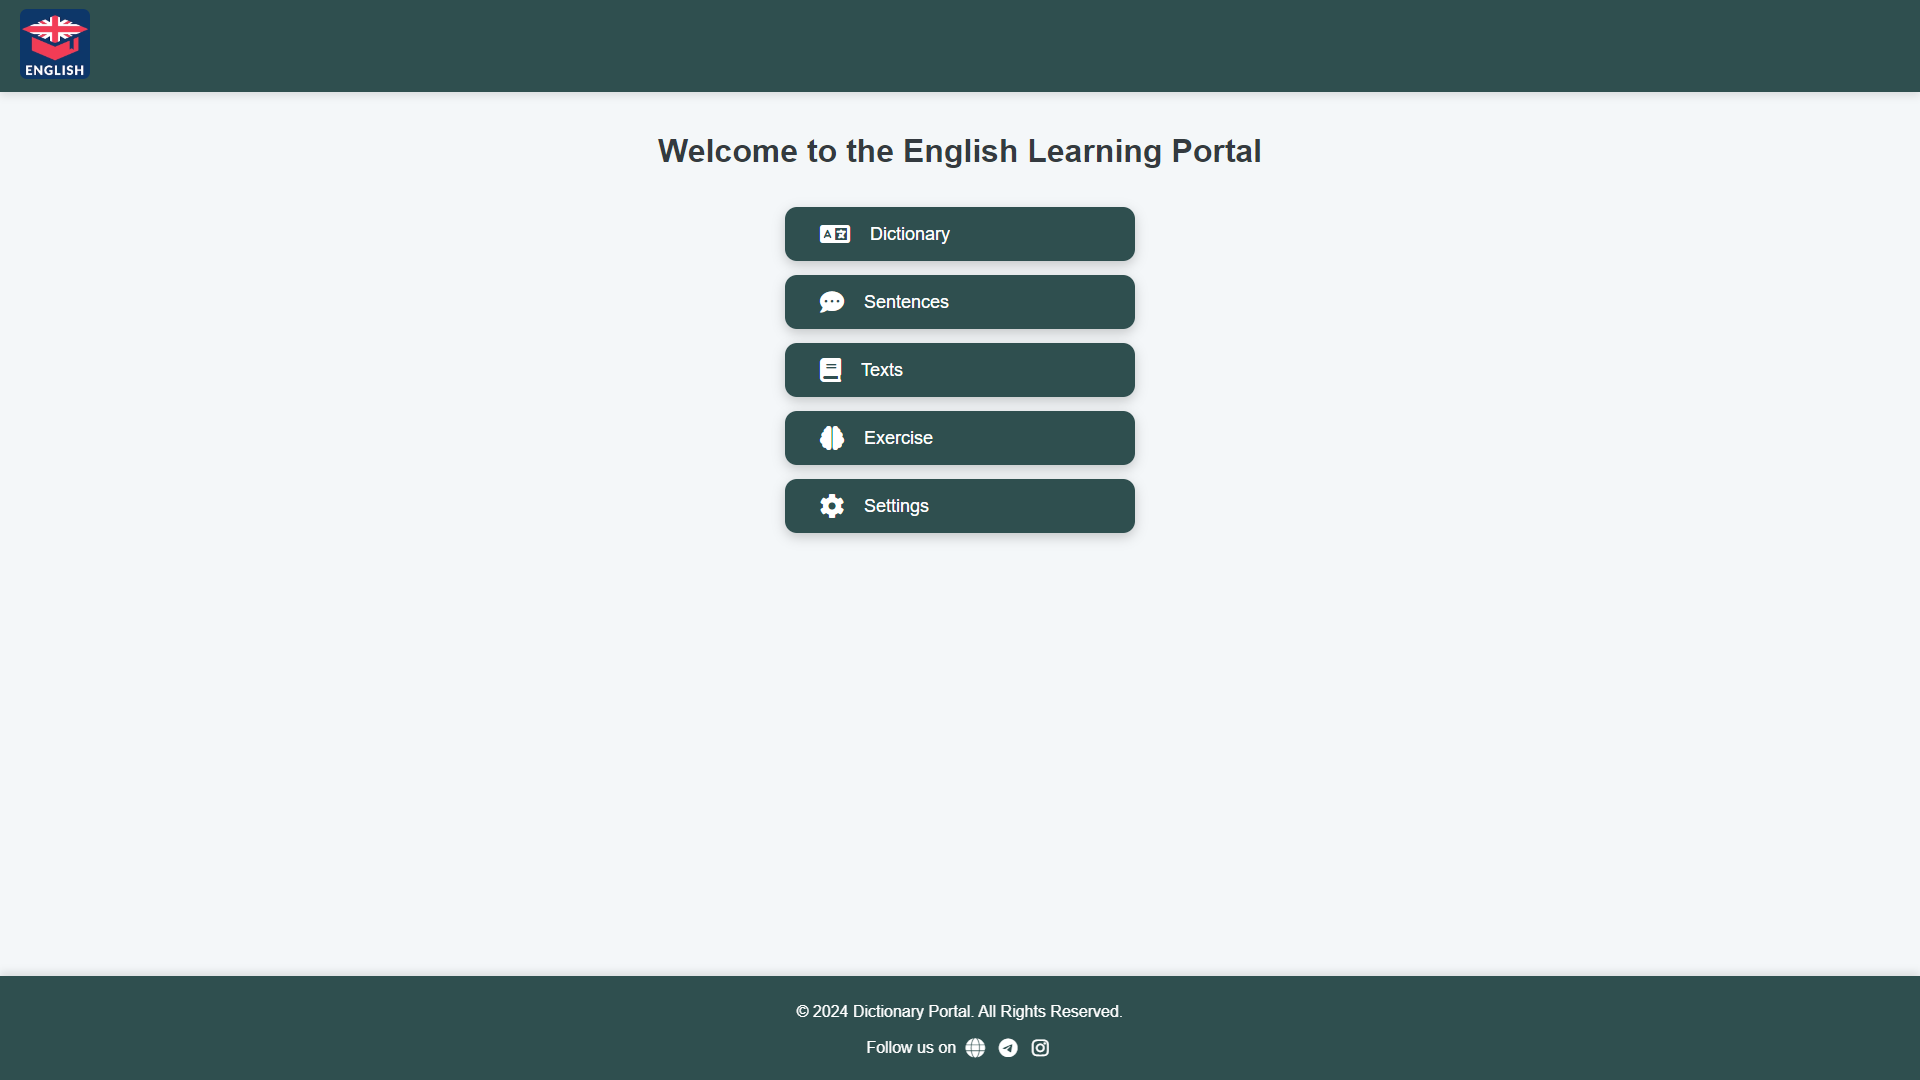 ENGLISH
Welcome to the English Learning Portal
Dictionary
Sentences
Texts
Exercise
Settings
© 2024 Dictionary Portal. All Rights Reserved.
Follow us on